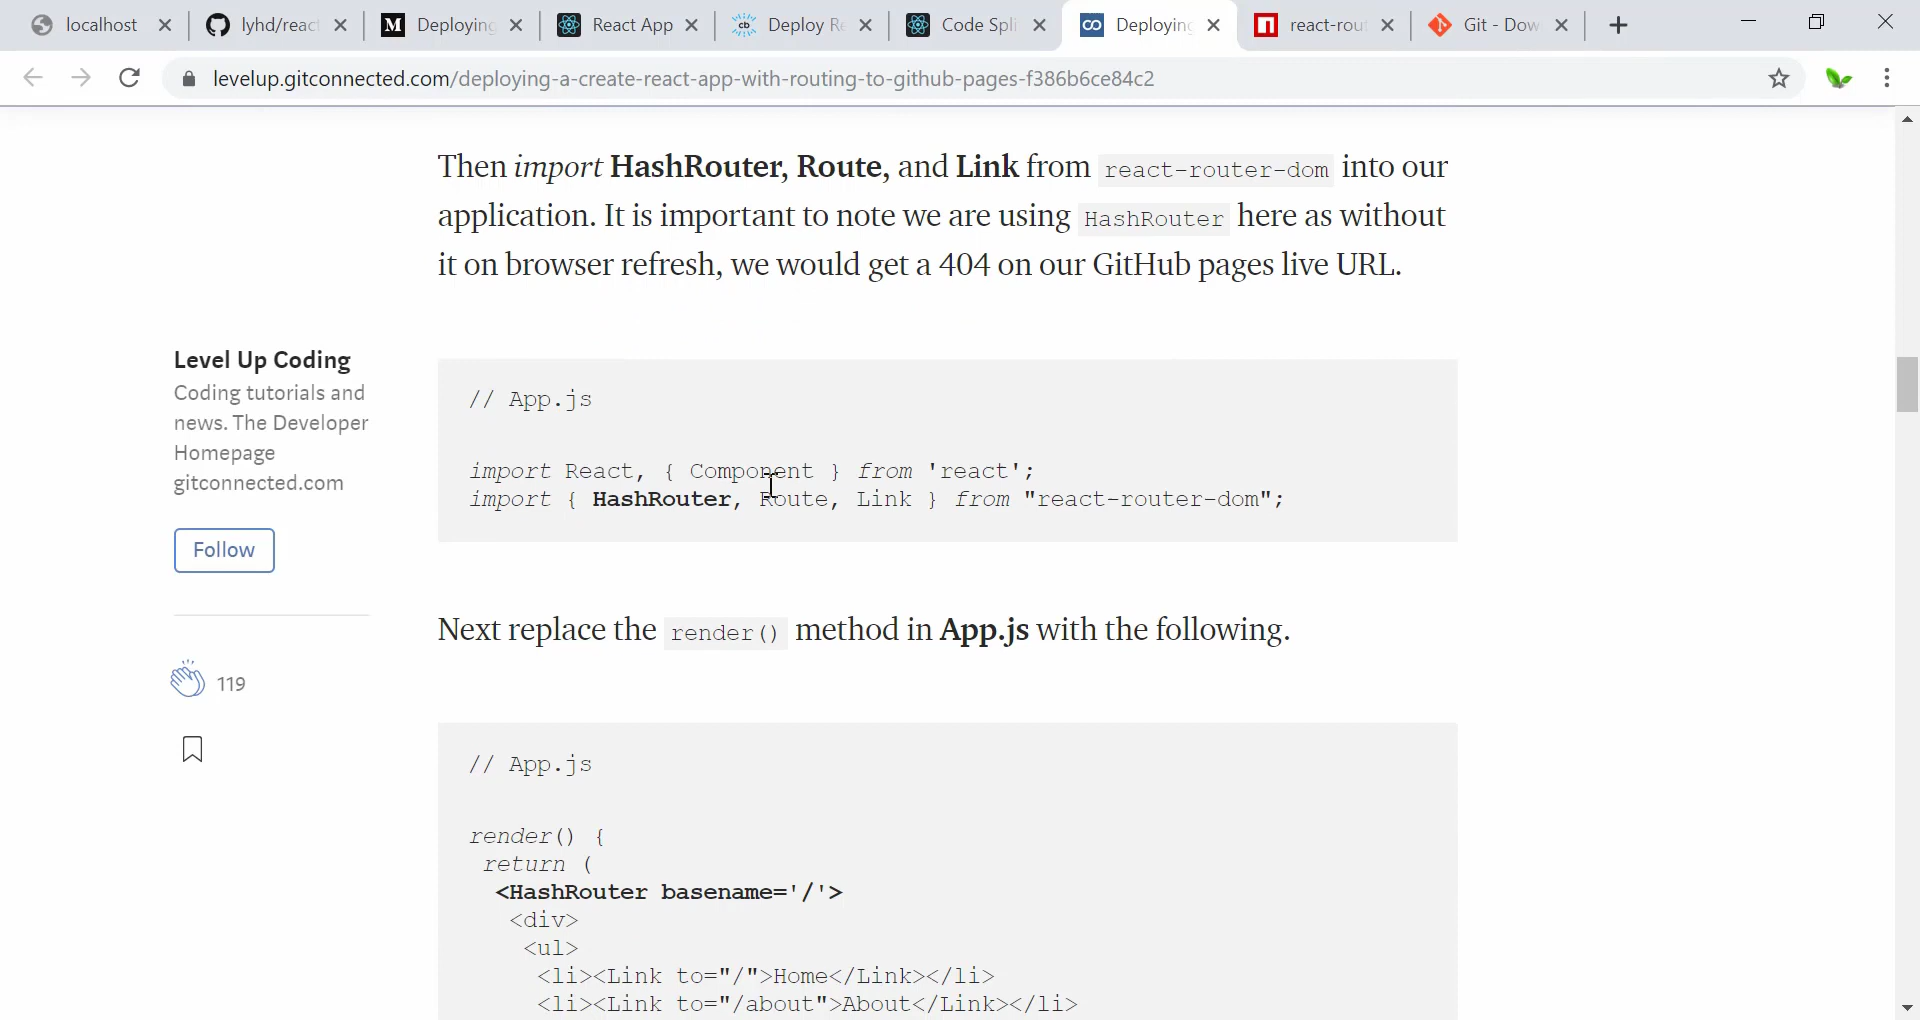 localhost
lyhd/reac
Deploying
React App
Deploy Re
Code Spli
Deploying
react-rout
Git - Dow
levelup.gitconnected.com/deploying-a-create-react-app-with-routing-to-github-pages-f386b6ce84c2
Then import HashRouter, Route, and Link from react-router-dom into our
application. It is important to note we are using HashRouter here as without
it on browser refresh, we would get a 404 on our GitHub pages live URL.
Level Up Coding
Coding tutorials and
news. The Developer
Homepage
gitconnected.com
Follow
119
// App.js
import React, { Component } from 'react';
import { HashRouter, Route, Link } from "react-router-dom";
Next replace the render() method in App.js with the following.
// App.js
render() {
return (
<HashRouter basename='/'>
<div>
<ul>
<li><Link to="/">Home</Link></li>
<li><Link to="/about">About</Link></li>